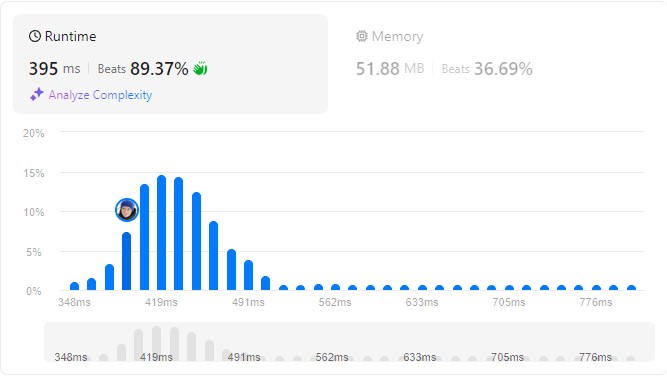 Runtime
Memory
395 ms | Beats 89.37%
51.88 MB | Beats 36.69%
Analyze Complexity
20%
15%
10%
5%
0%
348ms 419ms 491ms 562ms 633ms 705ms 776ms
348ms 419ms 491ms 562ms 633ms 705ms 776ms